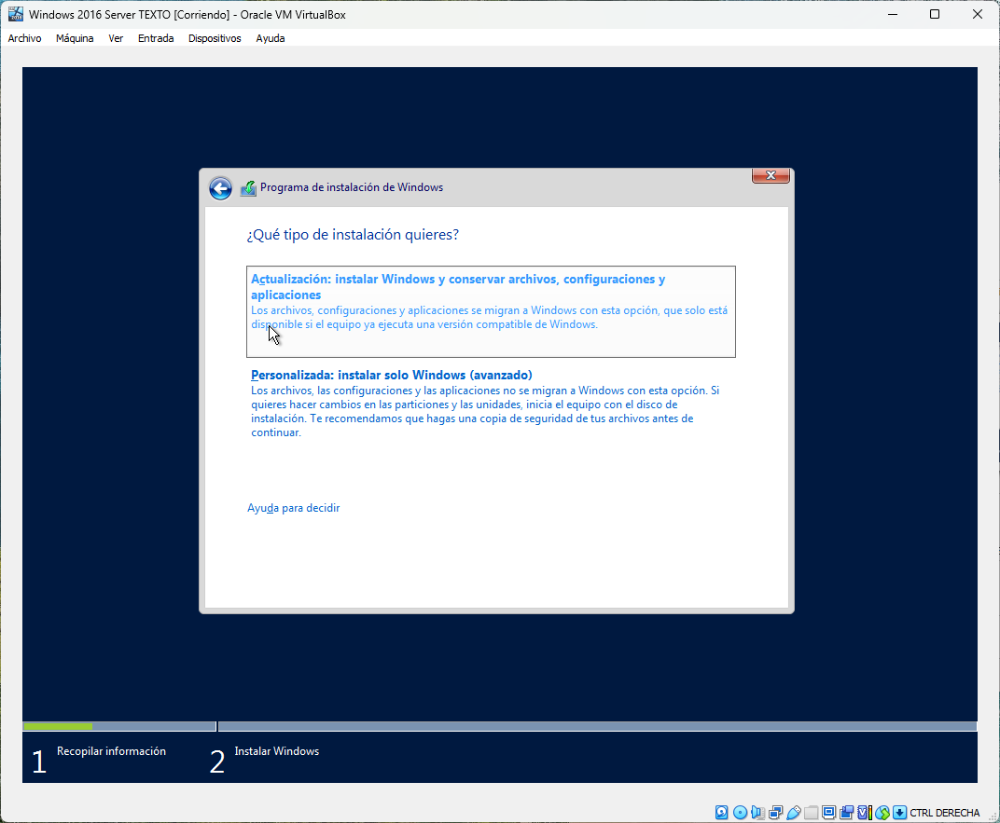 Windows 2016 Server TEXTO [Corriendo] - Oracle VM VirtualBox
Archivo Máquina Ver Entrada Dispositivos Ayuda
Programa de instalación de Windows
¿Qué tipo de instalación quieres?
Actualización: instalar Windows y conservar archivos, configuraciones y
aplicaciones
Los archivos, configuraciones y aplicaciones se migran a Windows con esta opción, que solo está
disponible si el equipo ya ejecuta una versión compatible de Windows.
Personalizada: instalar solo Windows (avanzado)
Los archivos, las configuraciones y las aplicaciones no se migran a Windows con esta opción. Si
quieres hacer cambios en las particiones y las unidades, inicia el equipo con el disco de
instalación. Te recomendamos que hagas una copia de seguridad de tus archivos antes de
continuar.
Ayuda para decidir
1 Recopilar información 2 Instalar Windows
CTRL DERECHA